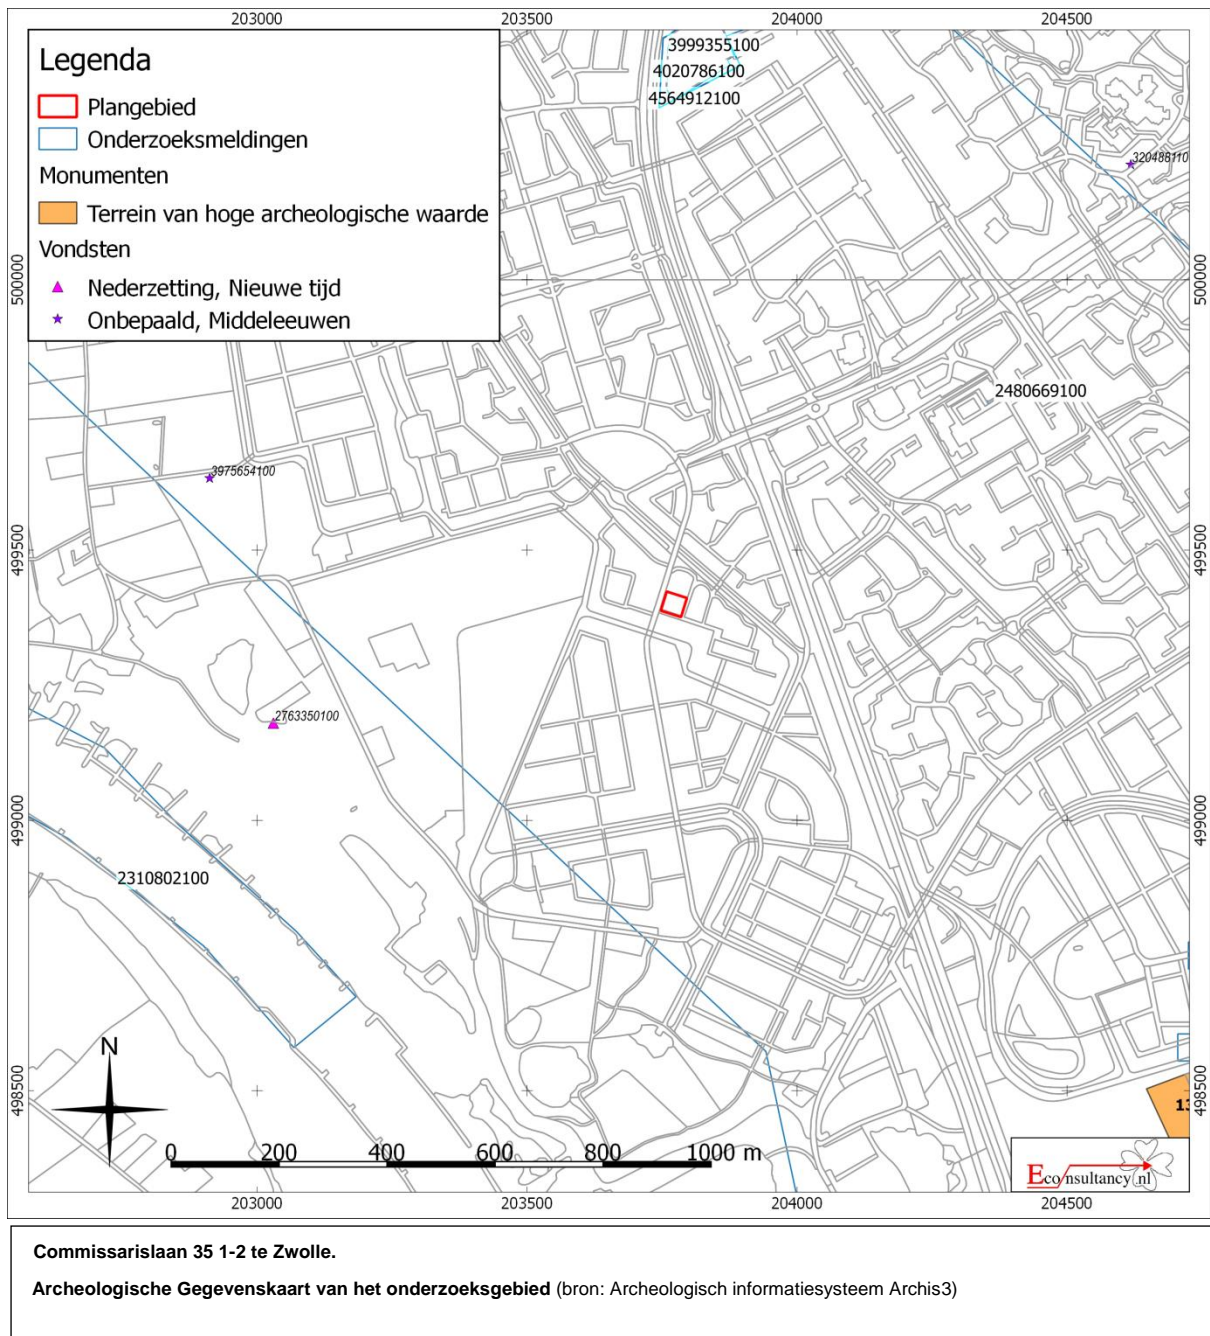 203000 203500 204000 204500
Legenda
Plangebied
Onderzoeksmeldingen
Monumenten
Terrein van hoge archeologische waarde
Vondsten
Nederzetting, Nieuwe tijd
Onbepaald, Middeleeuwen
3999355100
4020786100
4564912100
320488110
500000 500000
2480669100
3975654100
499500 499500
2763350100
499000 499000
2310802100
498500 498500
13
N
0 200 400 600 800 1000 m
Econsultancy.nl
203000 203500 204000 204500
Commissarislaan 35 1-2 te Zwolle.
Archeologische Gegevenskaart van het onderzoeksgebied (bron: Archeologisch informatiesysteem Archis3)